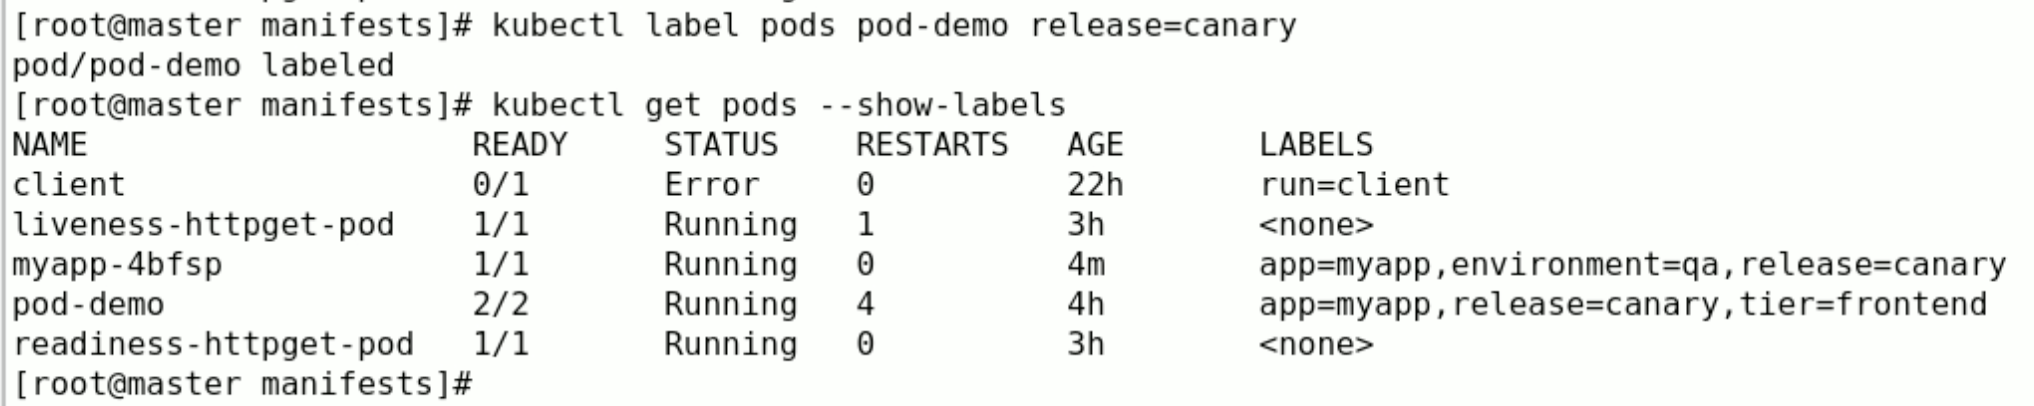 [root@master manifests]# kubectl label pods pod-demo release=canary
pod/pod-demo labeled
[root@master manifests]# kubectl get pods --show-labels
NAME                    READY     STATUS    RESTARTS   AGE       LABELS
client                  0/1       Error     0          22h       run=client
liveness-httpget-pod    1/1       Running   1          3h        <none>
myapp-4bfsp             1/1       Running   0          4m        app=myapp,environment=qa,release=canary
pod-demo                2/2       Running   4          4h        app=myapp,release=canary,tier=frontend
readiness-httpget-pod   1/1       Running   0          3h        <none>
[root@master manifests]#